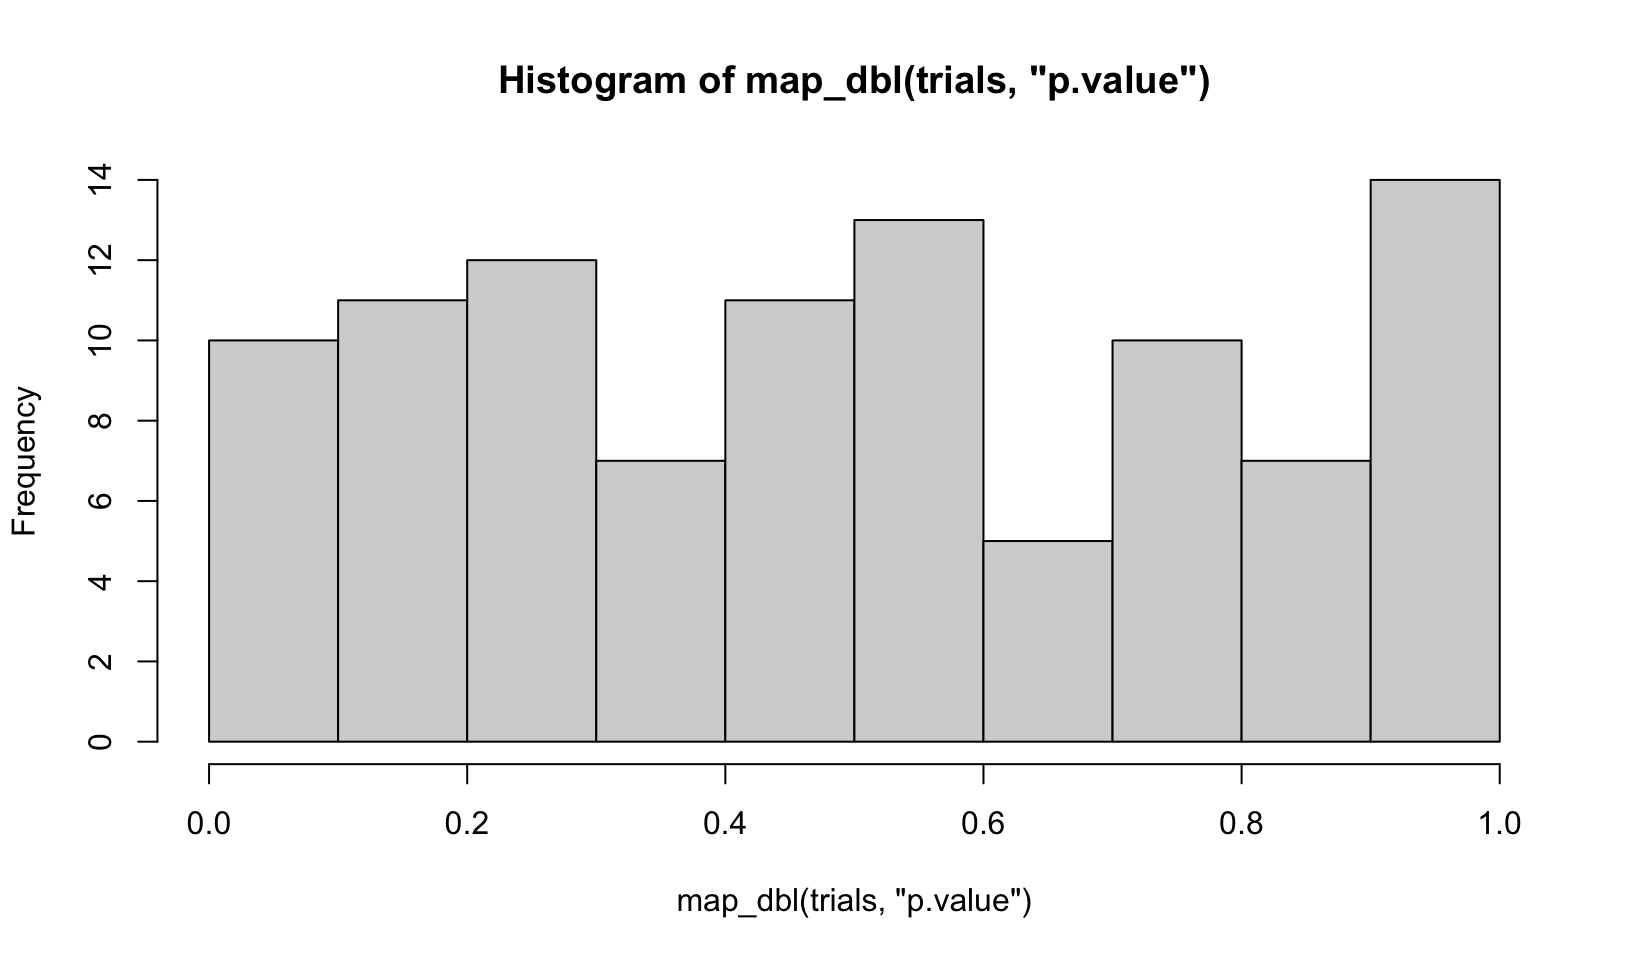 Histogram of map_dbl(trials, "p.value")
Frequency
14
12
10
8
6
4
2
0
0.0 0.2 0.4 0.6 0.8 1.0
map_dbl(trials, "p.value")